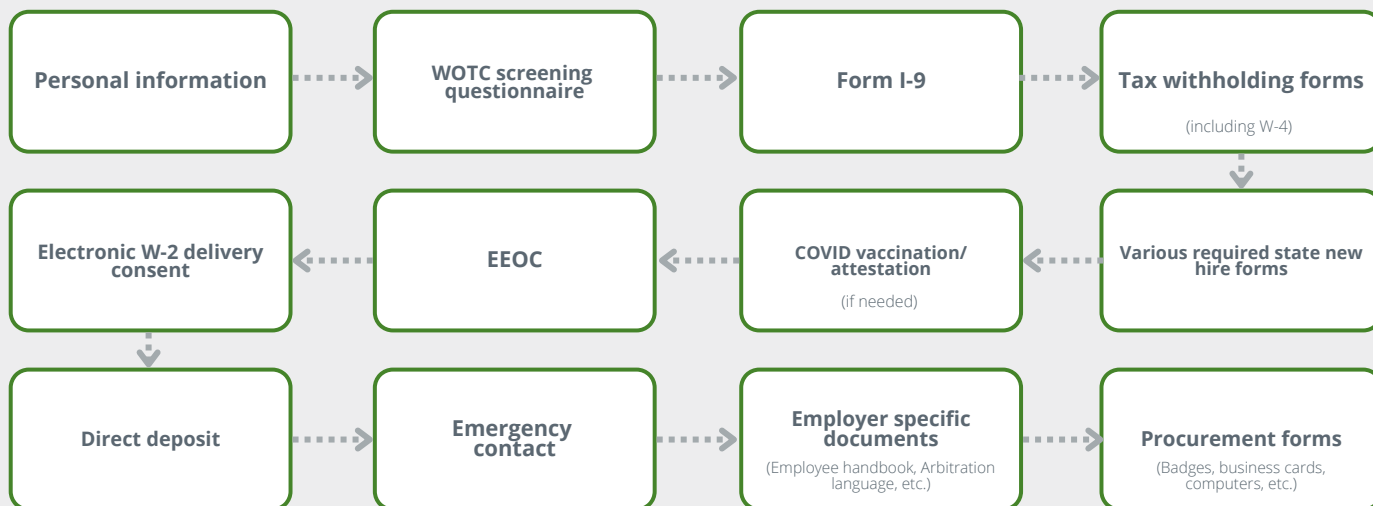 Personal information
WOTC screening
questionnaire
Form I-9
Tax withholding forms
(including W-4)
Electronic W-2 delivery
consent
EEOC
COVID vaccination/
attestation
(if needed)
Various required state new
hire forms
Direct deposit
Emergency
contact
Employer specific
documents
(Employee handbook, Arbitration
language, etc.)
Procurement forms
(Badges, business cards,
computers, etc.)